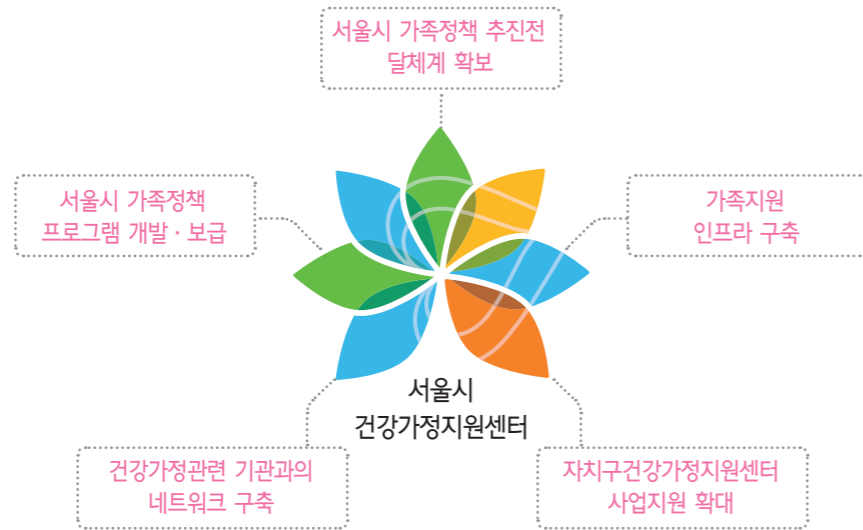 서울시 가족정책 추진전
달체계 확보
서울시 가족정책
프로그램 개발 · 보급
가족지원
인프라 구축
서울시
건강가정지원센터
건강가정관련 기관과의
네트워크 구축
자치구건강가정지원센터
사업지원 확대